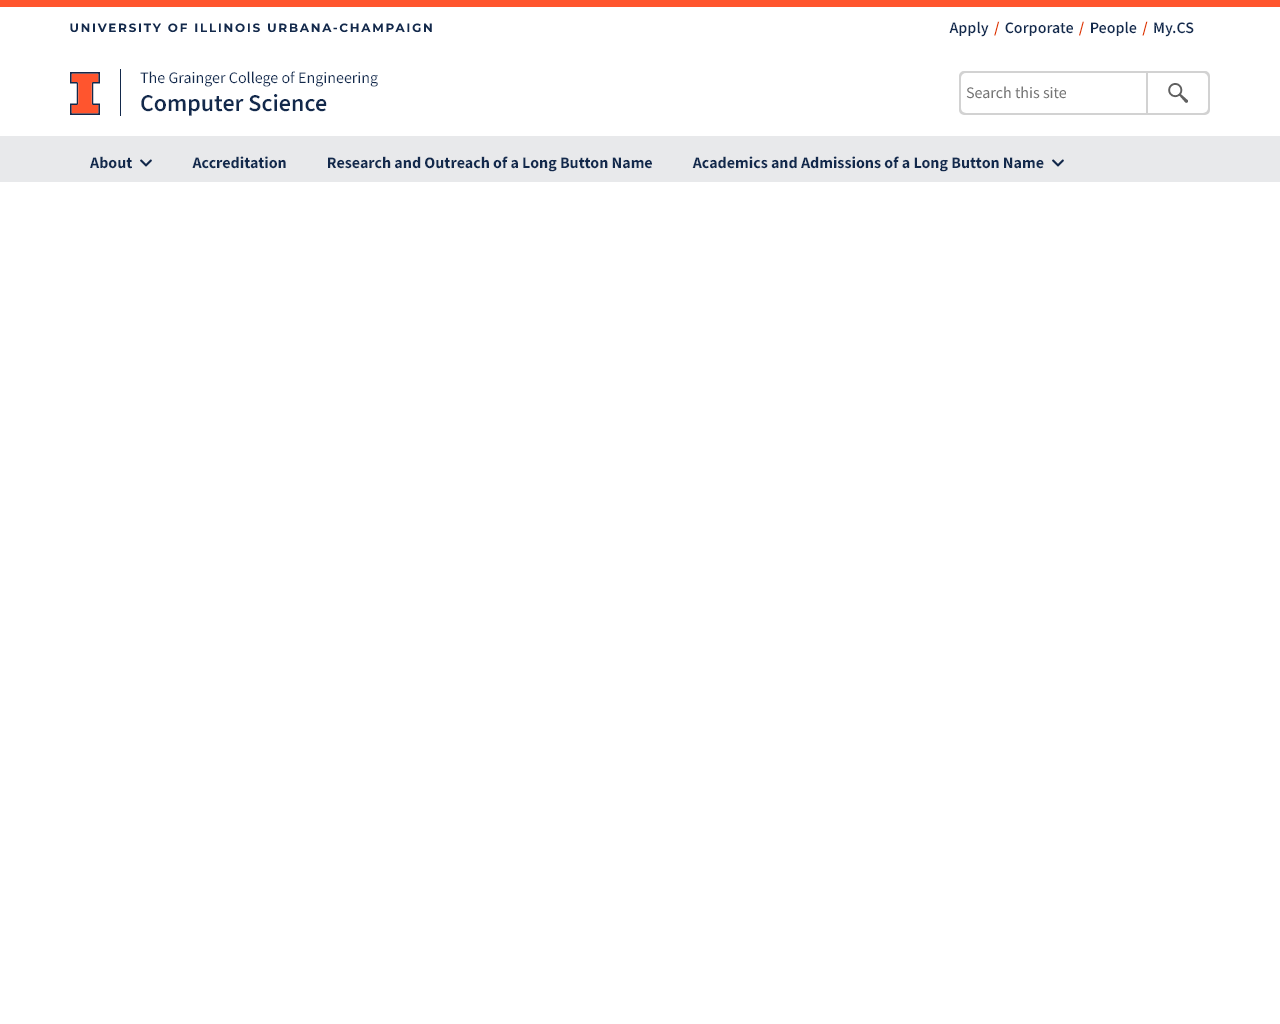 UNIVERSITY OF ILLINOIS URBANA-CHAMPAIGN
Apply / Corporate / People / My.CS
The Grainger College of Engineering
Computer Science
Search this site
About
Accreditation
Research and Outreach of a Long Button Name
Academics and Admissions of a Long Button Name